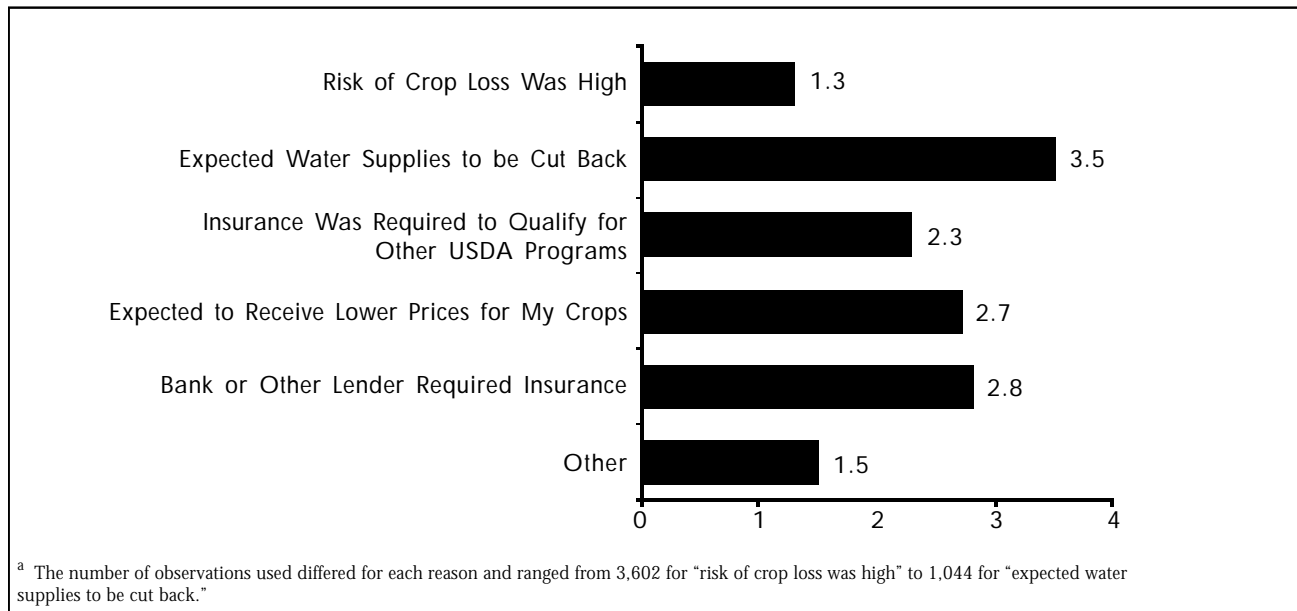 Risk of Crop Loss Was High
1.3
Expected Water Supplies to be Cut Back
3.5
Insurance Was Required to Qualify for
Other USDA Programs
2.3
Expected to Receive Lower Prices for My Crops
2.7
Bank or Other Lender Required Insurance
2.8
Other
1.5
0 1 2 3 4
a The number of observations used differed for each reason and ranged from 3,602 for “risk of crop loss was high” to 1,044 for “expected water
supplies to be cut back.”